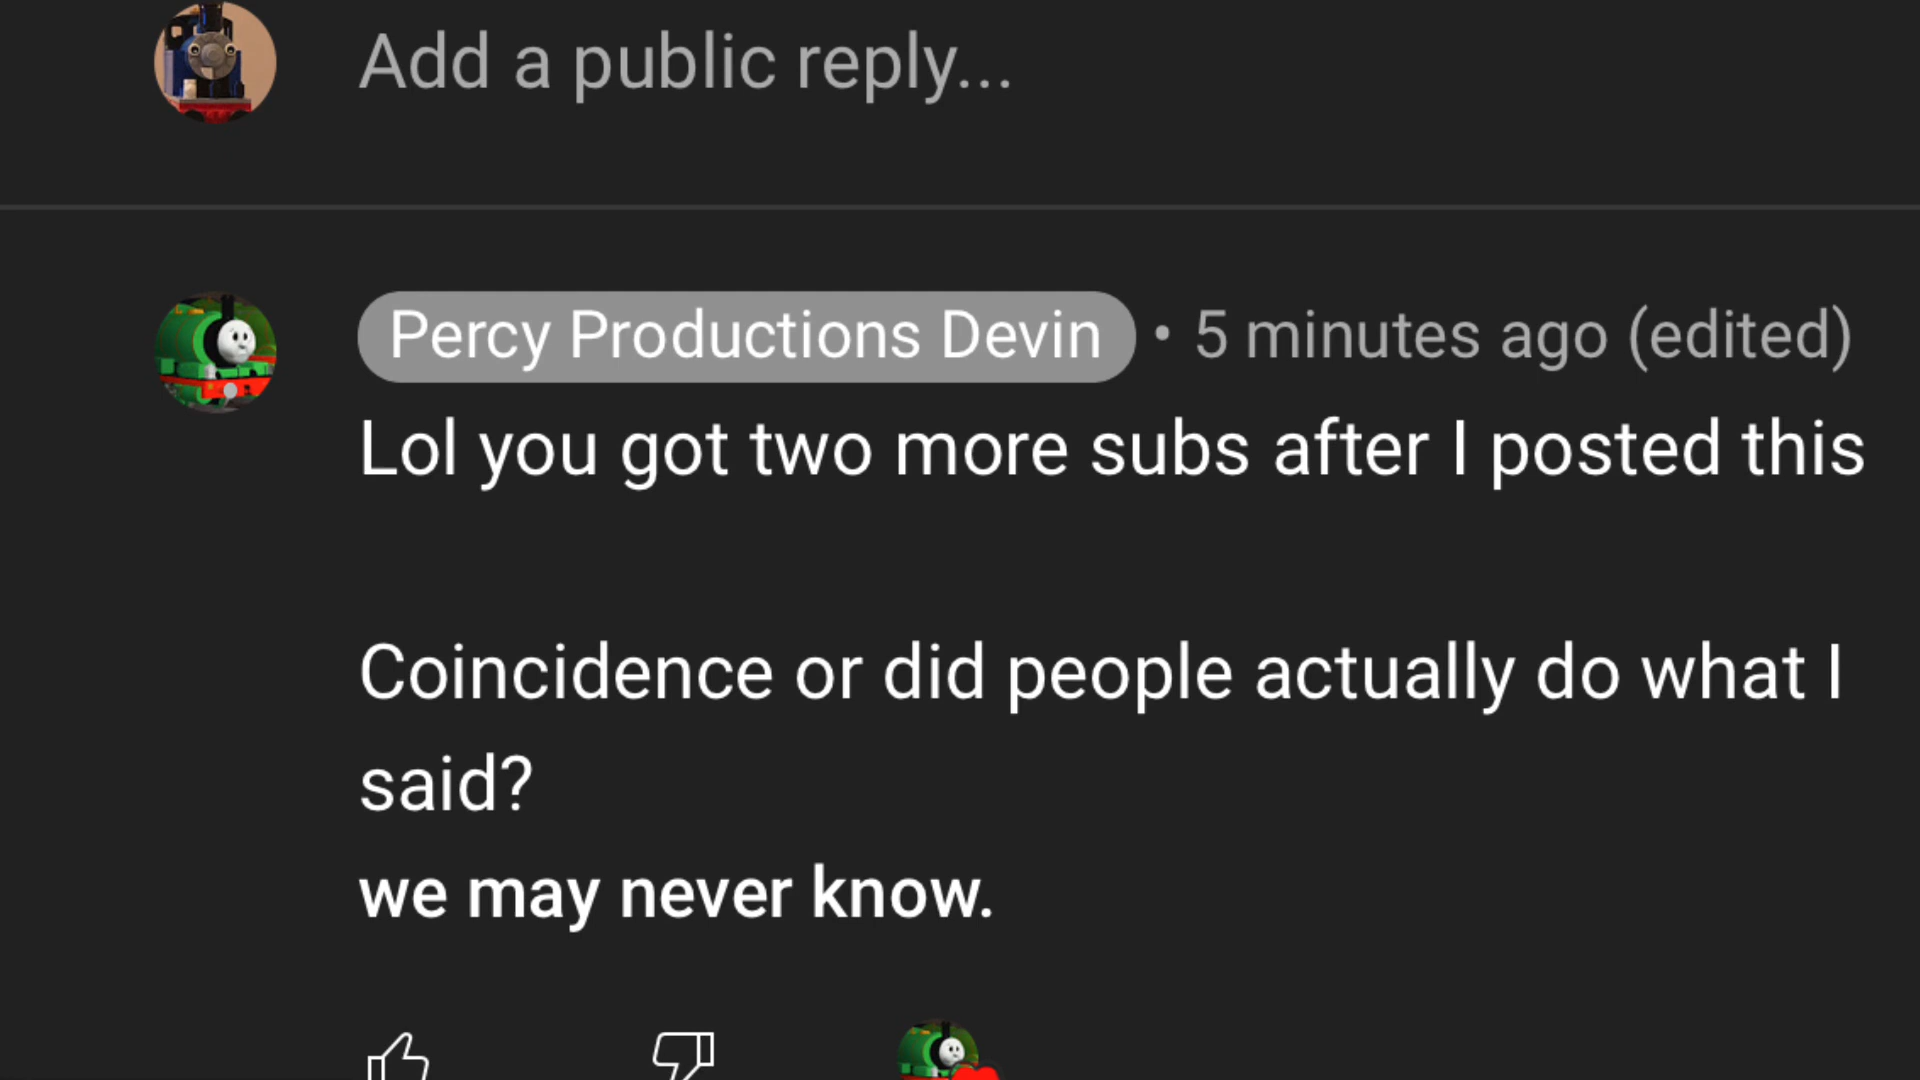 Add a public reply...
Percy Productions Devin • 5 minutes ago (edited)
Lol you got two more subs after I posted this
Coincidence or did people actually do what I
said?
we may never know.